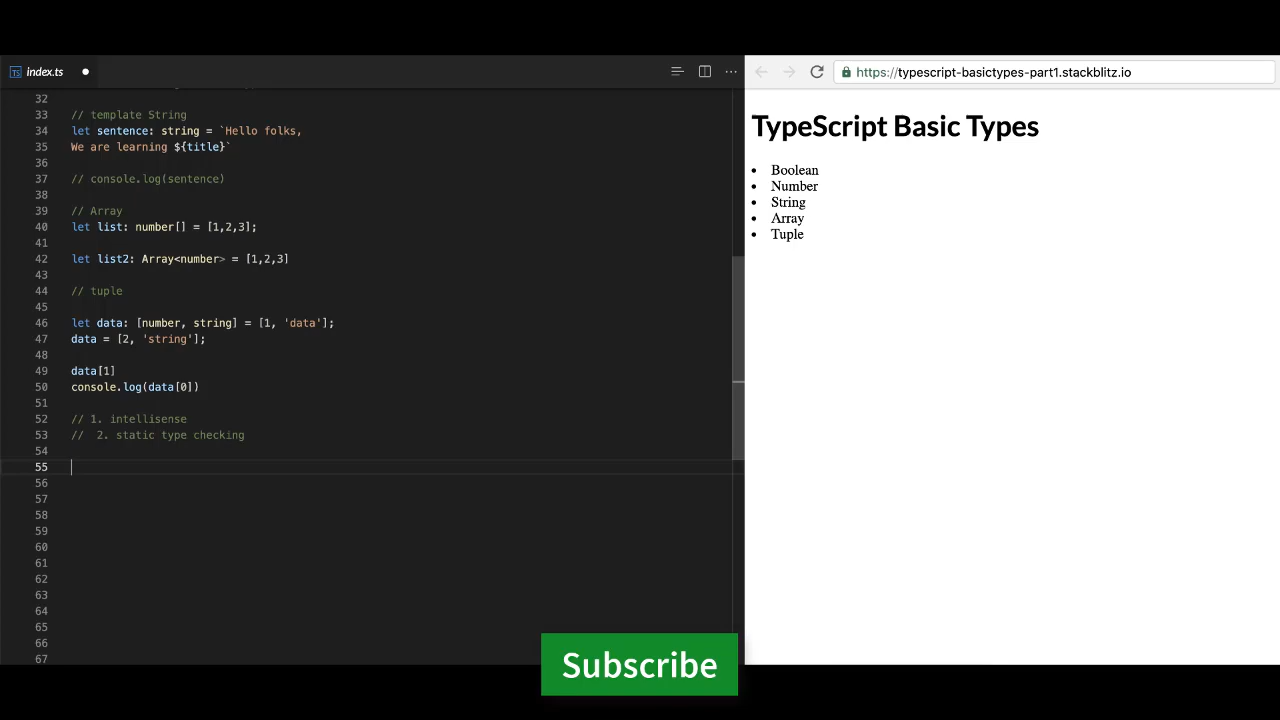 index.ts
https://typescript-basictypes-part1.stackblitz.io
32
33 // template String
34 let sentence: string = `Hello folks,
35 We are learning ${title}`
36
37 // console.log(sentence)
38
39 // Array
40 let list: number[] = [1,2,3];
41
42 let list2: Array<number> = [1,2,3]
43
44 // tuple
45
46 let data: [number, string] = [1, 'data'];
47 data = [2, 'string'];
48
49 data[1]
50 console.log(data[0])
51
52 // 1. intellisense
53 //  2. static type checking
54
55
56
57
58
59
60
61
62
63
64
65
66
67
TypeScript Basic Types
• Boolean
• Number
• String
• Array
• Tuple
Subscribe